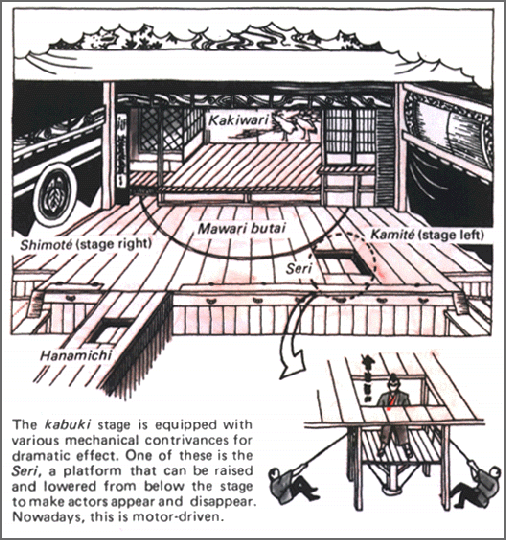 Kakiwari
Mawari butai
Shimoté (stage right)
Kamité (stage left)
Seri
Hanamichi
The kabuki stage is equipped with
various mechanical contrivances for
dramatic effect. One of these is the
Seri, a platform that can be raised
and lowered from below the stage
to make actors appear and disappear.
Nowadays, this is motor-driven.